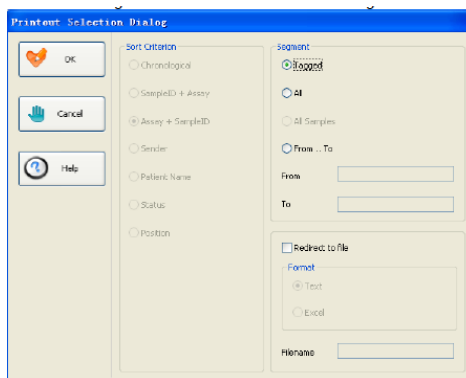 Printout Selection Dialog
OK
Cancel
Help
Sort Criterion
Chronological
SampleID + Assay
Assay + SampleID
Sender
Patient Name
Status
Position
Segment
Tagged
All
All Samples
From .. To
From
To
Redirect to file
Format
Text
Excel
Filename